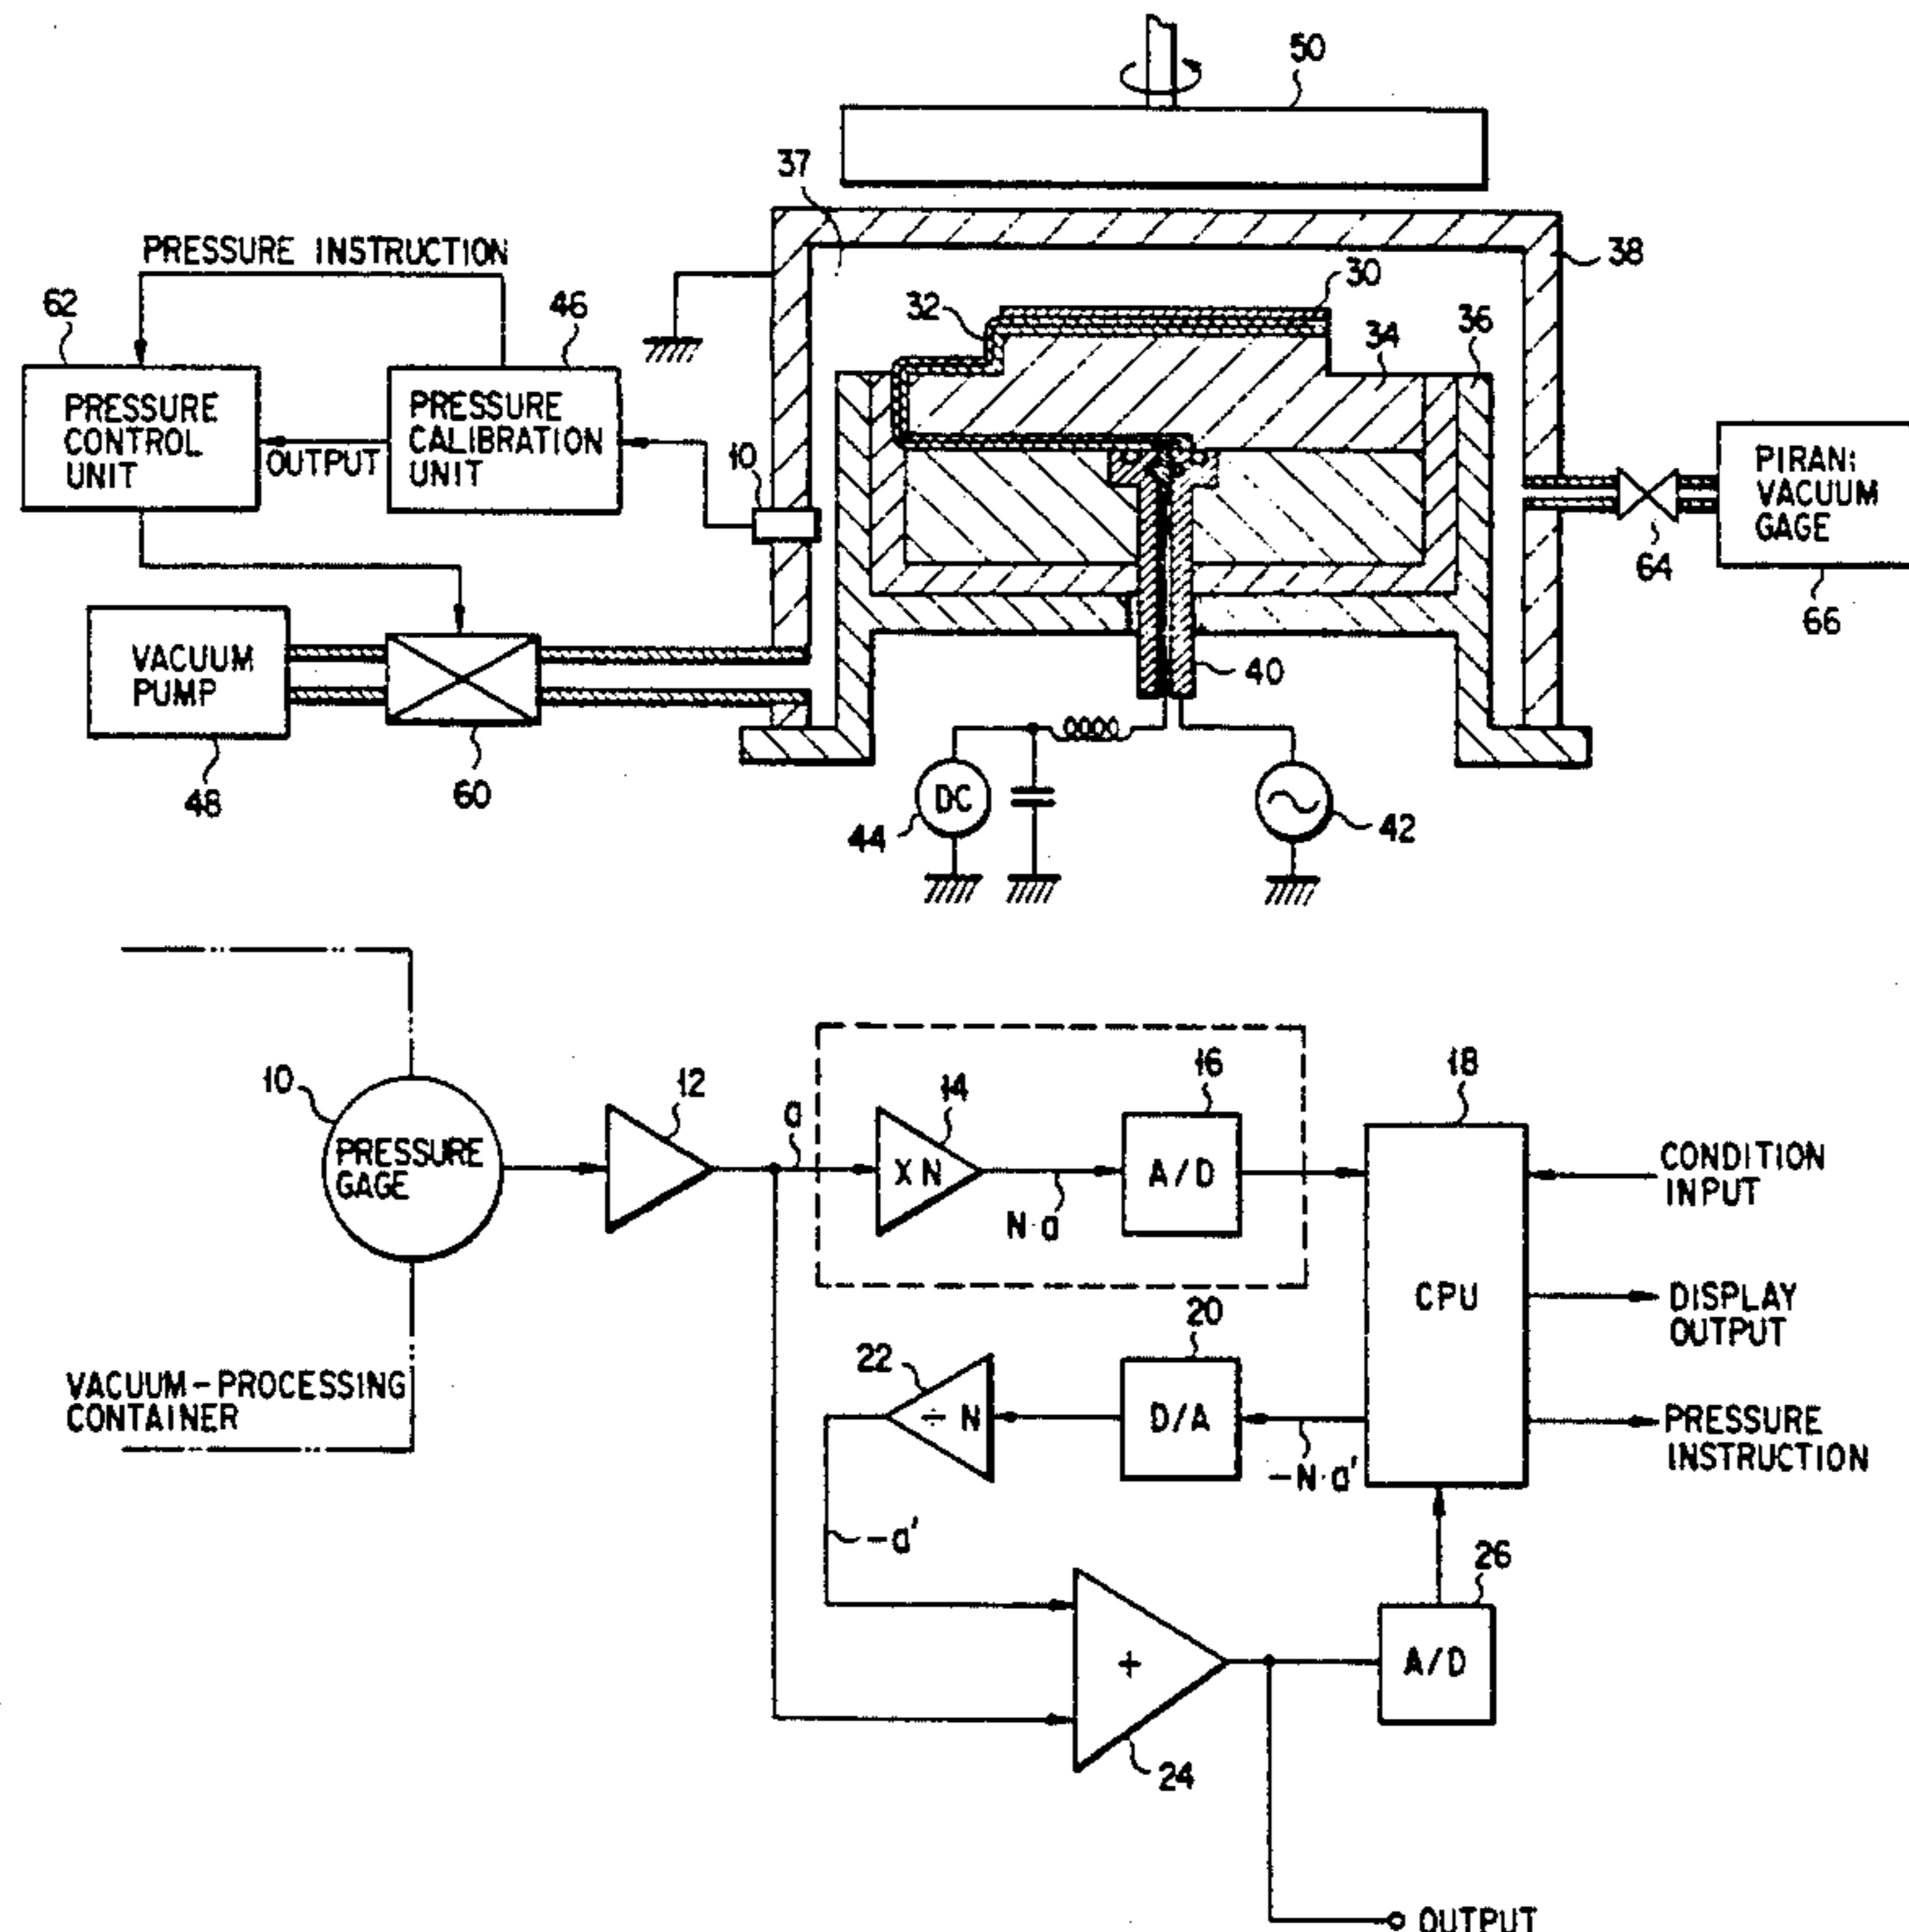 50
37
PRESSURE INSTRUCTION
38
30
62
46
32
34
36
PRESSURE
CONTROL
UNIT
OUTPUT
PRESSURE
CALIBRATION
UNIT
10
PIRANI
VACUUM
GAGE
64
66
VACUUM
PUMP
48
60
40
DC
44
42
10
12
14
16
18
PRESSURE
GAGE
a
×N
N·a
A/D
CONDITION
INPUT
CPU
DISPLAY
OUTPUT
20
22
÷N
D/A
-N·a'
PRESSURE
INSTRUCTION
VACUUM-PROCESSING
CONTAINER
-a'
26
+
A/D
24
OUTPUT